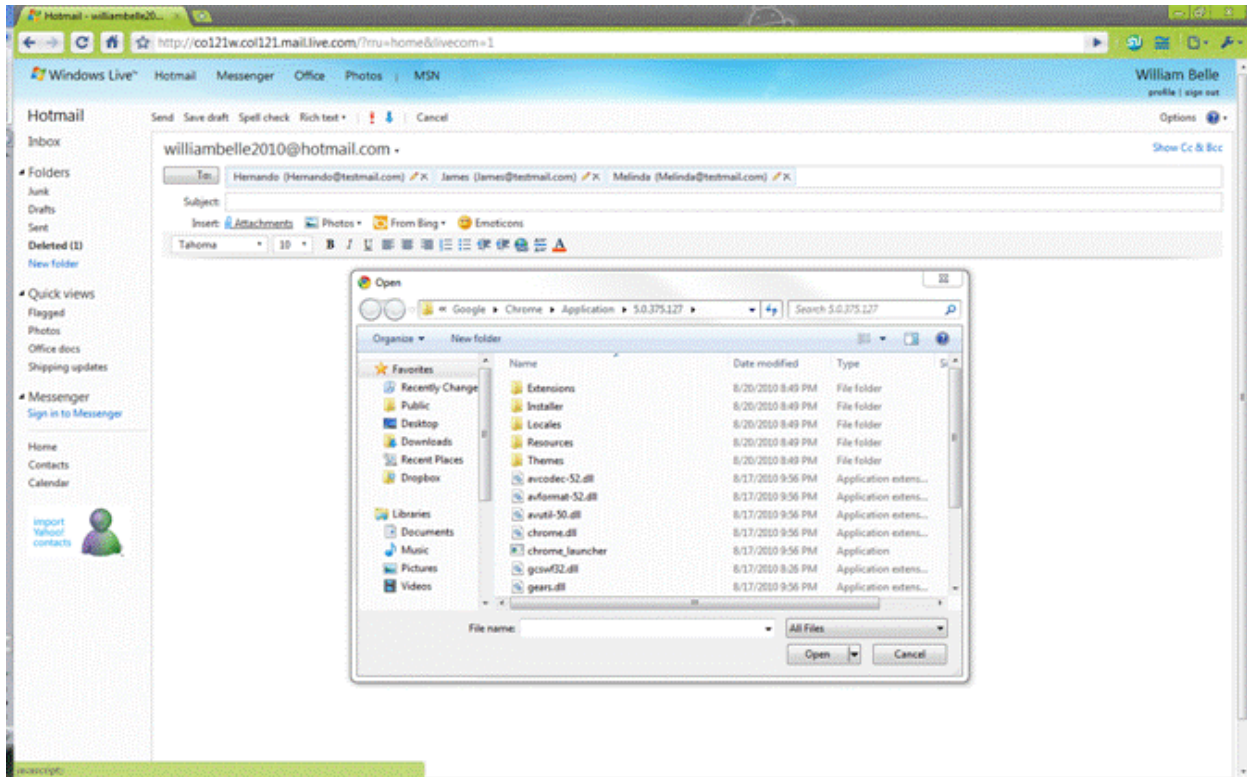 Hotmail - williambelle20...
http://co121w.col121.mail.live.com/?rru=home&livecom=1
Windows Live™ Hotmail Messenger Office Photos | MSN
William Belle
profile | sign out
Hotmail
Send Save draft Spell check Rich text | Cancel
Options
Inbox
williambelle2010@hotmail.com
Show Cc & Bcc
Folders
To: Hernando (Hernando@testmail.com) James (James@testmail.com) Melinda (Melinda@testmail.com)
Junk
Drafts
Subject:
Sent
Insert: Attachments Photos From Bing Emoticons
Deleted (1)
Tahoma 10 B I U A
New folder
Quick views
Flagged
Photos
Office docs
Shipping updates
Messenger
Sign in to Messenger
Home
Contacts
Calendar
import
Yahoo!
contacts
Open
« Google Chrome Application 5.0.375.127 Search 5.0.375.127
Organize New folder
Favorites
Recently Change
Public
Desktop
Downloads
Recent Places
Dropbox
Libraries
Documents
Music
Pictures
Videos
Name Date modified Type
Extensions 8/20/2010 8:49 PM File folder
Installer 8/20/2010 8:49 PM File folder
Locales 8/20/2010 8:49 PM File folder
Resources 8/20/2010 8:49 PM File folder
Themes 8/20/2010 8:49 PM File folder
avcodec-52.dll 8/17/2010 9:56 PM Application extens...
avformat-52.dll 8/17/2010 9:56 PM Application extens...
avutil-50.dll 8/17/2010 9:56 PM Application extens...
chrome.dll 8/17/2010 9:56 PM Application extens...
chrome_launcher 8/17/2010 9:56 PM Application
gcswf32.dll 8/17/2010 8:26 PM Application extens...
gears.dll 8/17/2010 9:56 PM Application extens...
File name: All Files
Open Cancel
javascript:;